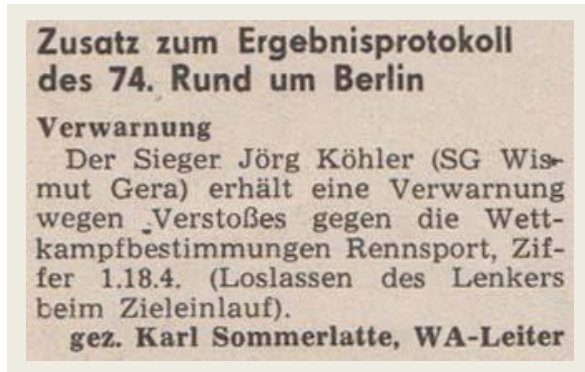 Zusatz zum Ergebnisprotokoll
des 74. Rund um Berlin
Verwarnung
Der Sieger Jörg Köhler (SG Wis-
mut Gera) erhält eine Verwarnung
wegen Verstoßes gegen die Wett-
kampfbestimmungen Rennsport, Zif-
fer 1.18.4. (Loslassen des Lenkers
beim Zieleinlauf).
gez. Karl Sommerlatte, WA-Leiter